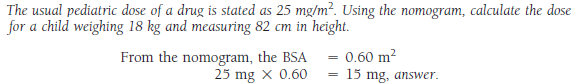 The usual pediatric dose of a drug is stated as 25 mg/m². Using the nomogram, calculate the dose
for a child weighing 18 kg and measuring 82 cm in height.
From the nomogram, the BSA = 0.60 m²
25 mg × 0.60 = 15 mg, answer.